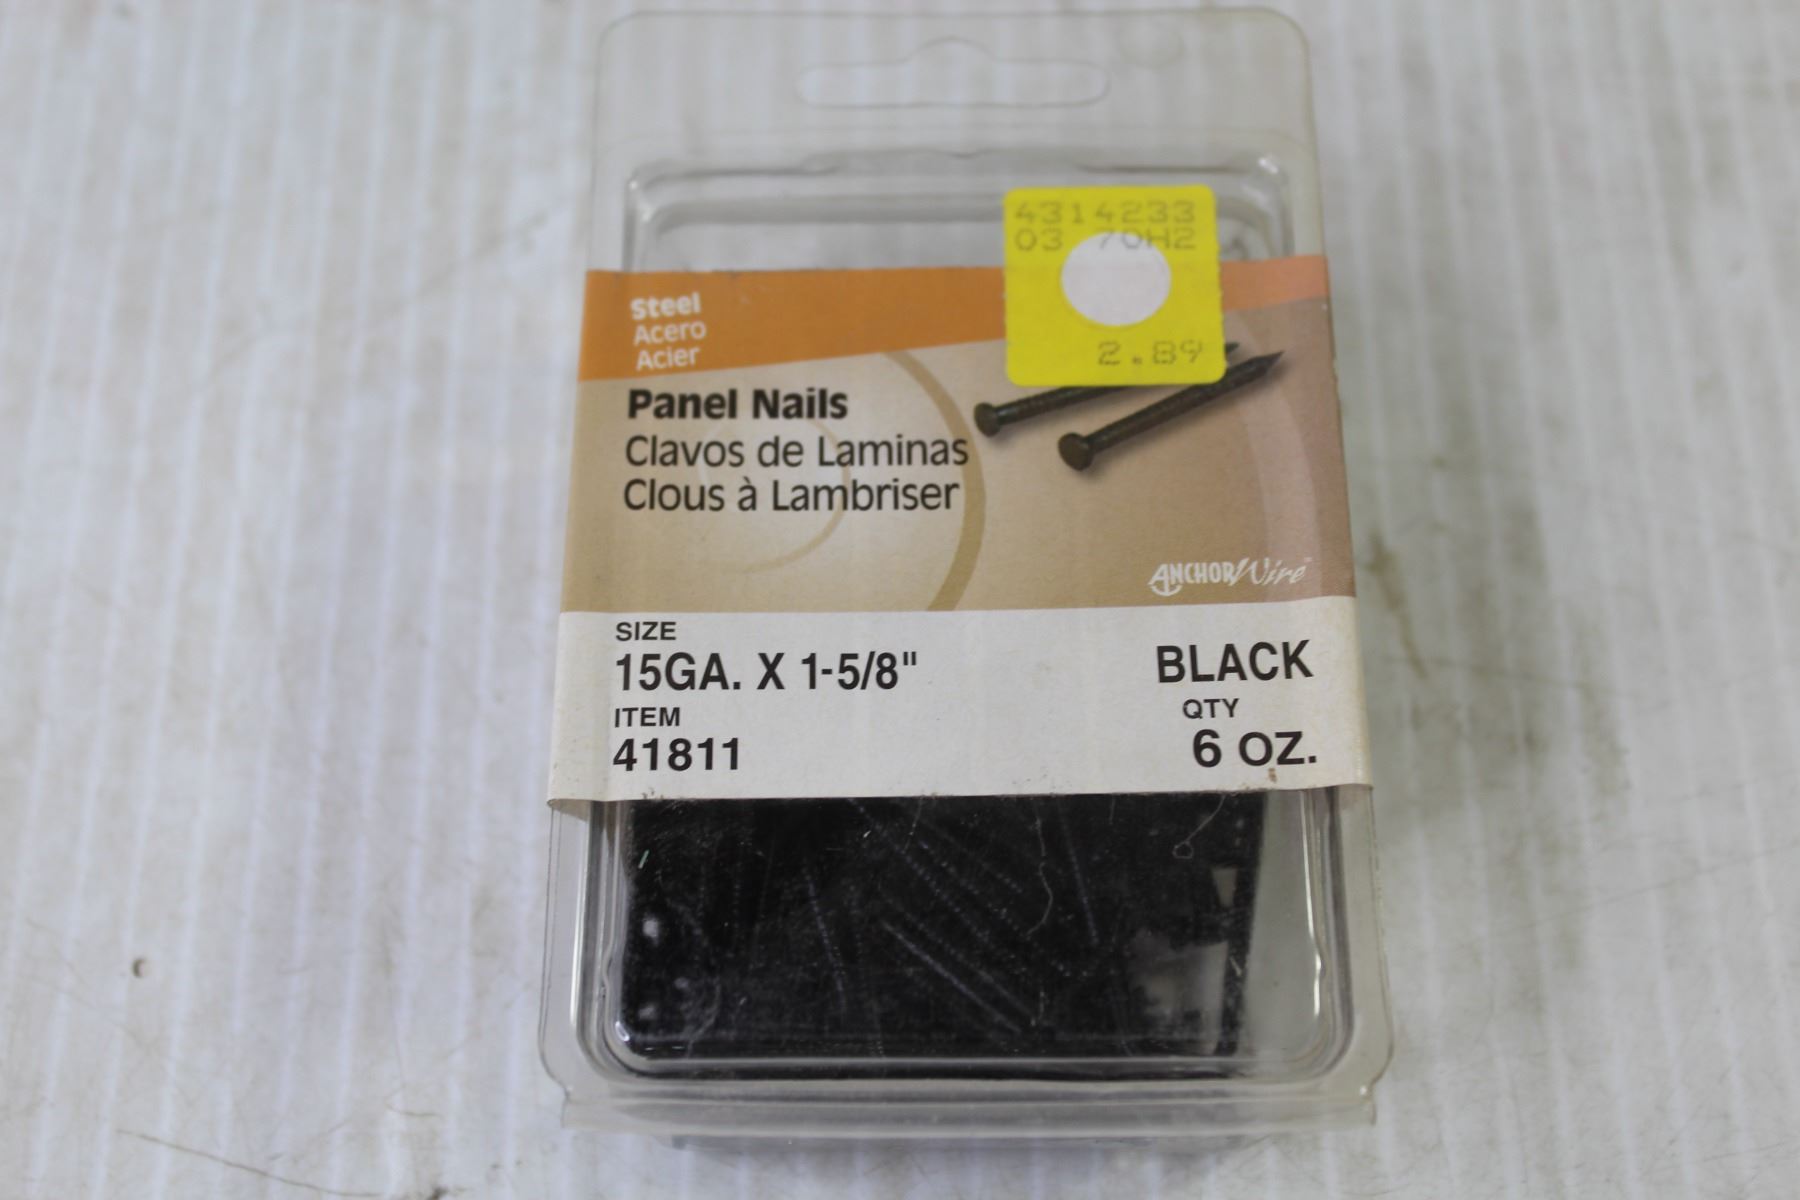 4314233
03 70H2
2.89
Steel
Acero
Acier
Panel Nails
Clavos de Laminas
Clous à Lambriser
ANCHORWire™
SIZE
15GA. X 1-5/8"
BLACK
ITEM
QTY
41811
6 OZ.